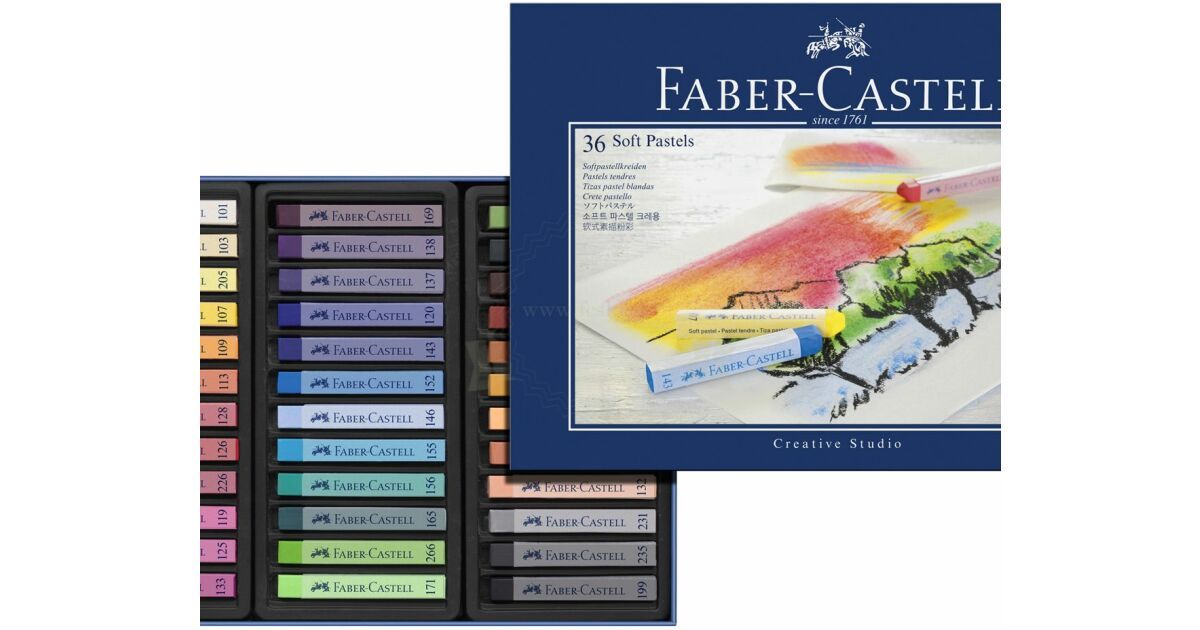 FABER-CASTELL
since 1761
36 Soft Pastels
Softpastellkreiden
Pastels tendres
Tizas pastel blandas
Crete pastello
ソフトパステル
소프트 파스텔 크레용
软式素描粉彩
FABER-CASTELL
Soft pastel • Pastel tendre • Tiza
143 FABER-CASTELL
Creative Studio
101
103
205
107
109
113
128
126
226
119
125
133
FABER-CASTELL 169
FABER-CASTELL 138
FABER-CASTELL 137
FABER-CASTELL 120
FABER-CASTELL 143
FABER-CASTELL 152
FABER-CASTELL 146
FABER-CASTELL 155
FABER-CASTELL 156
FABER-CASTELL 165
FABER-CASTELL 266
FABER-CASTELL 171
FABER-CASTELL 132
FABER-CASTELL 231
FABER-CASTELL 235
FABER-CASTELL 199